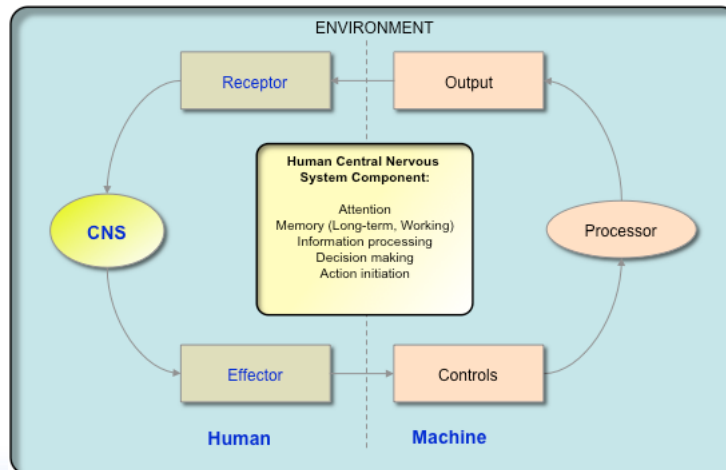 ENVIRONMENT
Receptor
Output
Human Central Nervous
System Component:
Attention
Memory (Long-term, Working)
Information processing
Decision making
Action initiation
CNS
Processor
Effector
Controls
Human
Machine